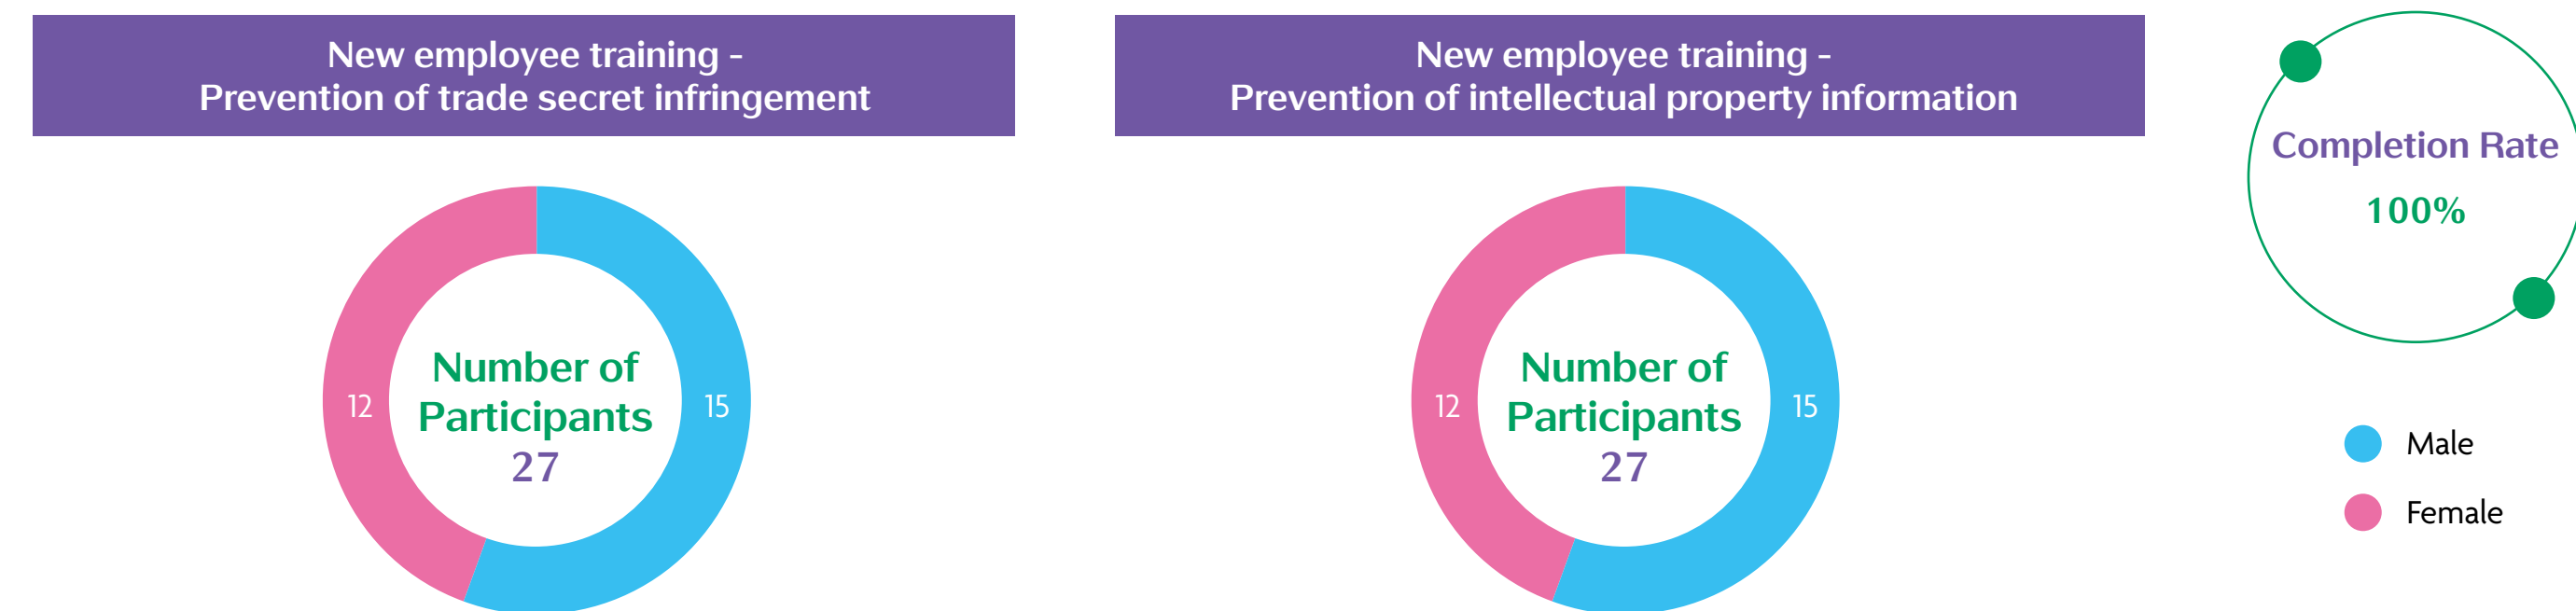 New employee training -
Prevention of trade secret infringement
12
Number of
Participants
27
15
New employee training -
Prevention of intellectual property information
12
Number of
Participants
27
15
Completion Rate
100%
Male
Female